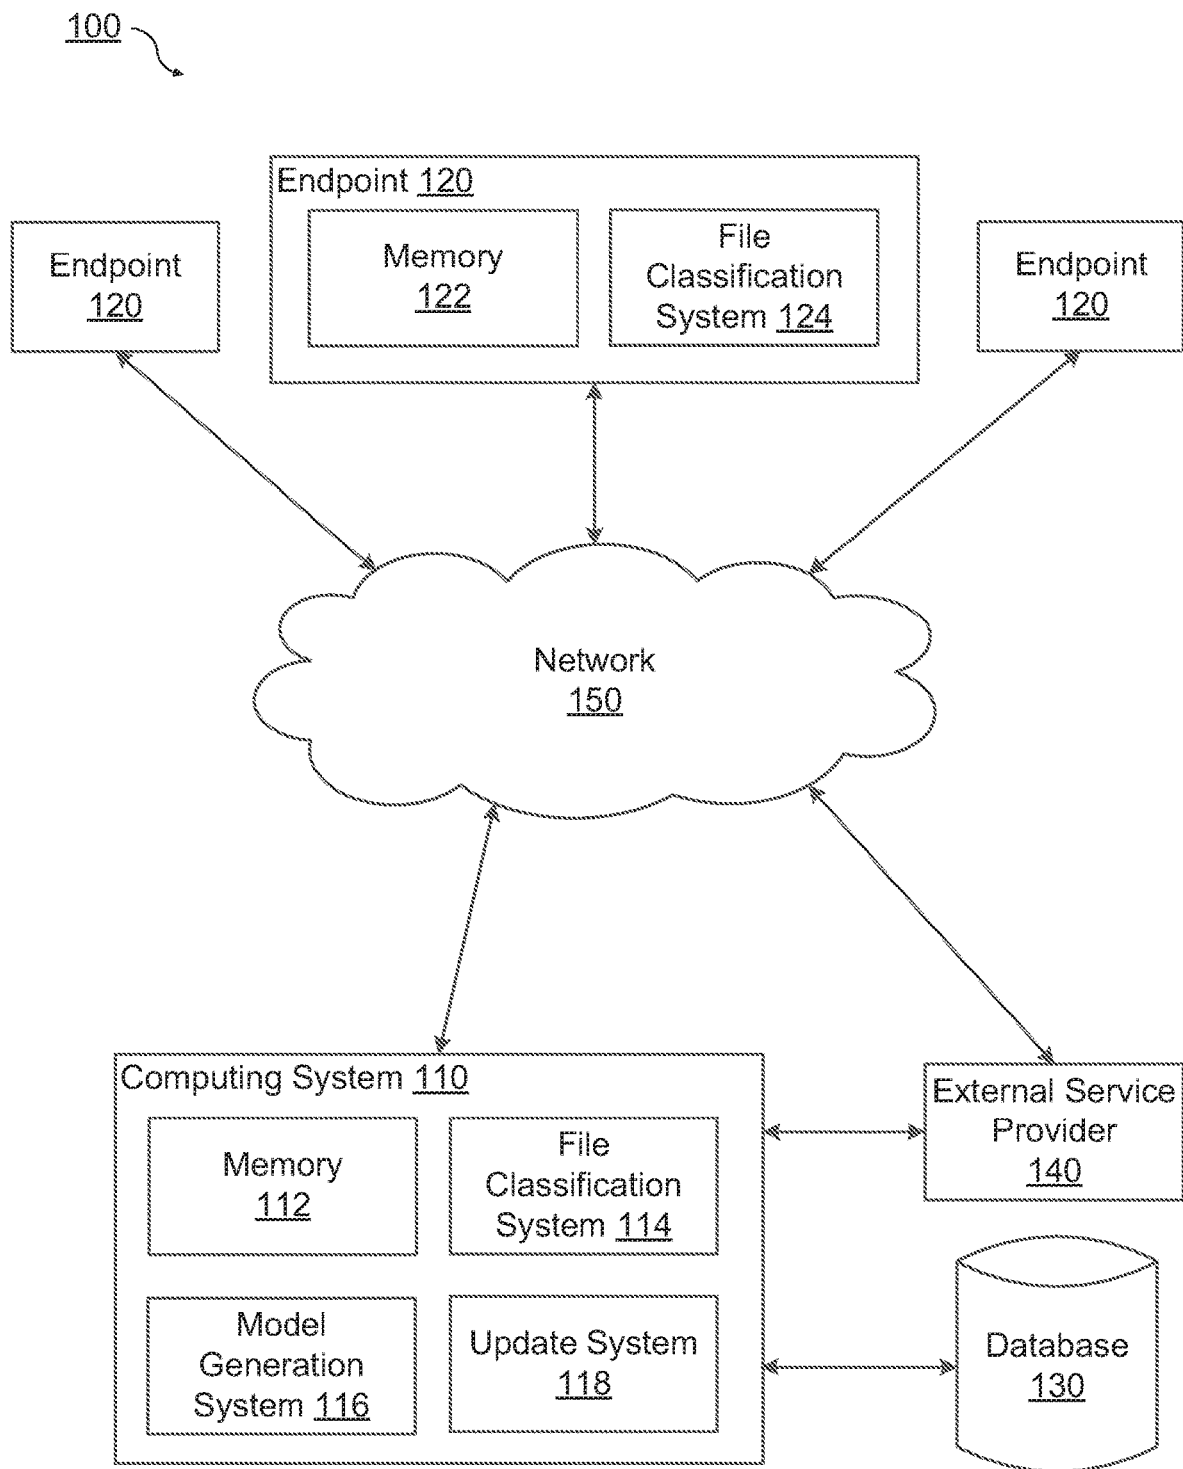 100
Endpoint 120
Endpoint
120
Memory
122
File
Classification
System 124
Endpoint
120
Network
150
Computing System 110
Memory
112
File
Classification
System 114
Model
Generation
System 116
Update System
118
External Service
Provider
140
Database
130